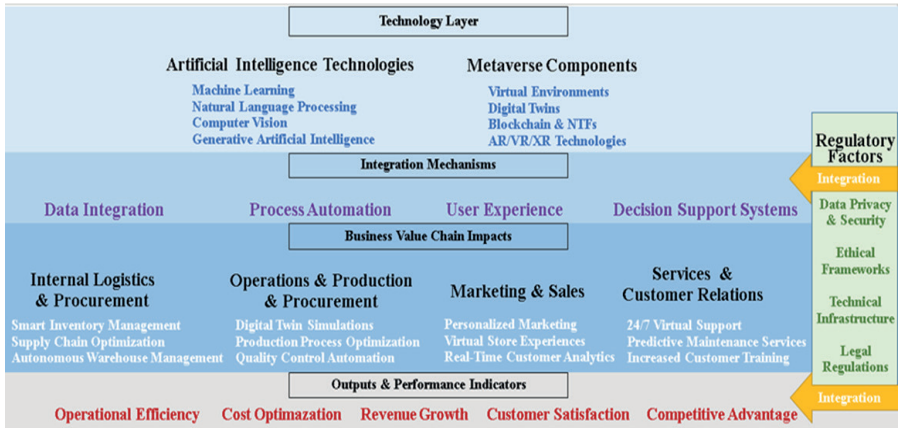 Technology Layer
Artificial Intelligence Technologies
Machine Learning
Natural Language Processing
Computer Vision
Generative Artificial Intelligence
Metaverse Components
Virtual Environments
Digital Twins
Blockchain & NTFs
AR/VR/XR Technologies
Integration Mechanisms
Data Integration
Process Automation
User Experience
Decision Support Systems
Business Value Chain Impacts
Internal Logistics
& Procurement
Smart Inventory Management
Supply Chain Optimization
Autonomous Warehouse Management
Operations & Production
& Procurement
Digital Twin Simulations
Production Process Optimization
Quality Control Automation
Marketing & Sales
Personalized Marketing
Virtual Store Experiences
Real-Time Customer Analytics
Services &
Customer Relations
24/7 Virtual Support
Predictive Maintenance Services
Increased Customer Training
Outputs & Performance Indicators
Operational Efficiency
Cost Optimazation
Revenue Growth
Customer Satisfaction
Competitive Advantage
Regulatory
Factors
Integration
Data Privacy
& Security
Ethical
Frameworks
Technical
Infrastructure
Legal
Regulations
Integration